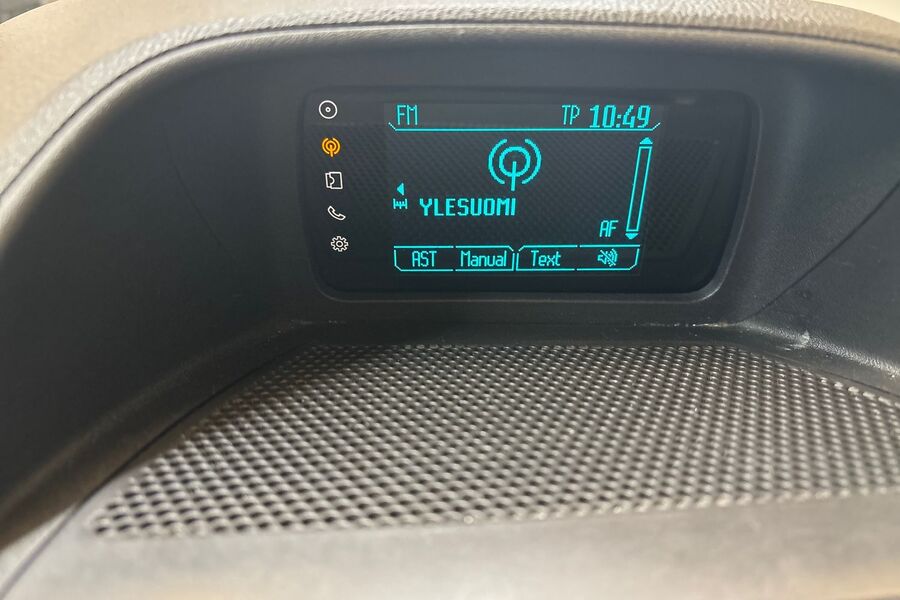 FM TP 10:49
YLESUOMI
AF
AST Manual Text